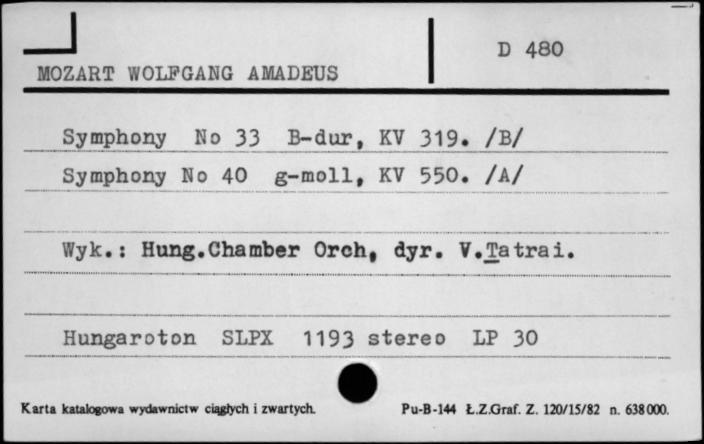 D 480
MOZART WOLFGANG AMADEUS
Symphony No 33 B-dur, KV 319. /B/
Symphony No 40 g-moll, KV 550. /A/
Wyk.: Hung.Chamber Orch, dyr. V.Tatrai.
Hungaroton SLPX 1193 stereo LP 30
Karta katalogowa wydawnictw ciągłych i zwartych.
Pu-B-144 Ł.Z.Graf. Z. 120/15/82 n. 638000.